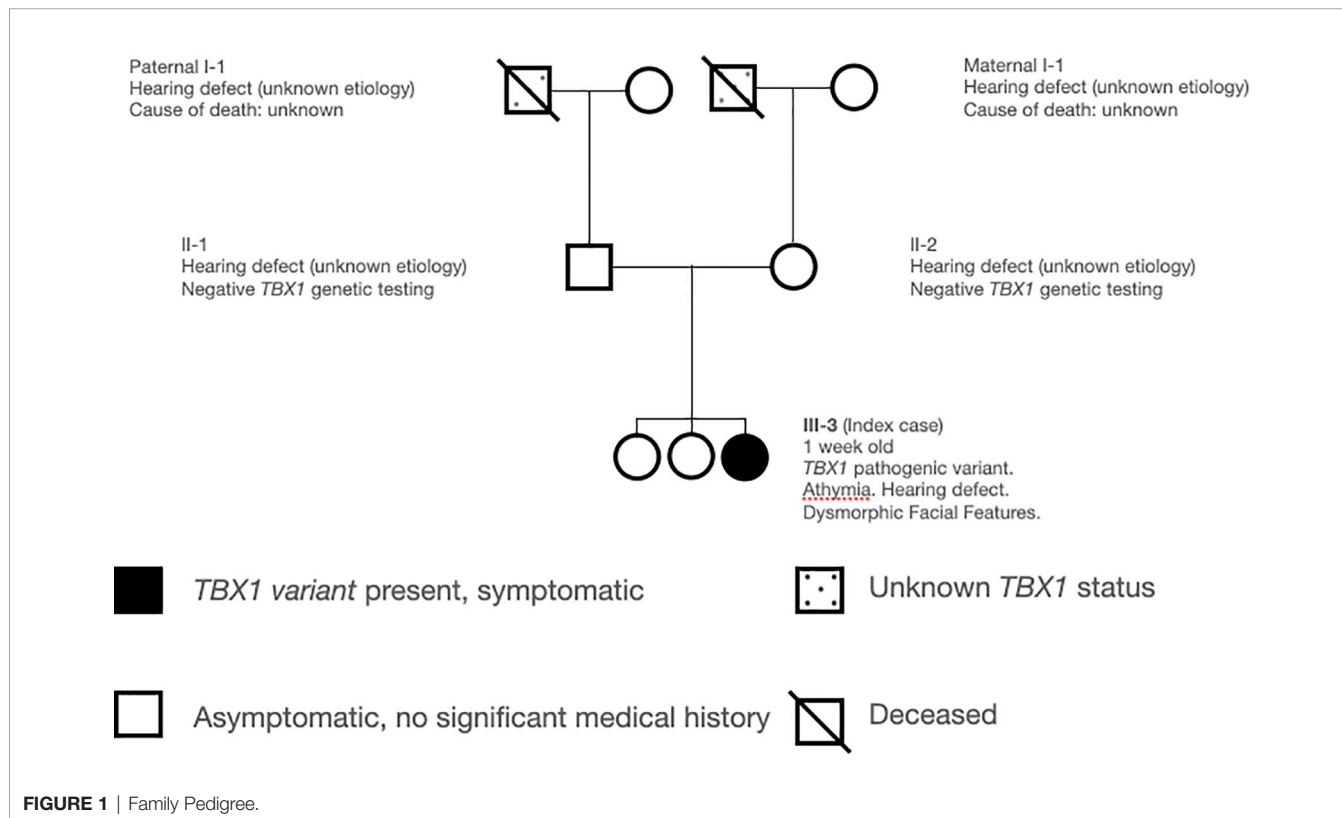 Paternal I-1
Hearing defect (unknown etiology)
Cause of death: unknown
Maternal I-1
Hearing defect (unknown etiology)
Cause of death: unknown
II-1
Hearing defect (unknown etiology)
Negative TBX1 genetic testing
II-2
Hearing defect (unknown etiology)
Negative TBX1 genetic testing
III-3 (Index case)
1 week old
TBX1 pathogenic variant.
Athymia. Hearing defect.
Dysmorphic Facial Features.
TBX1 variant present, symptomatic
Unknown TBX1 status
Asymptomatic, no significant medical history
Deceased
FIGURE 1 | Family Pedigree.